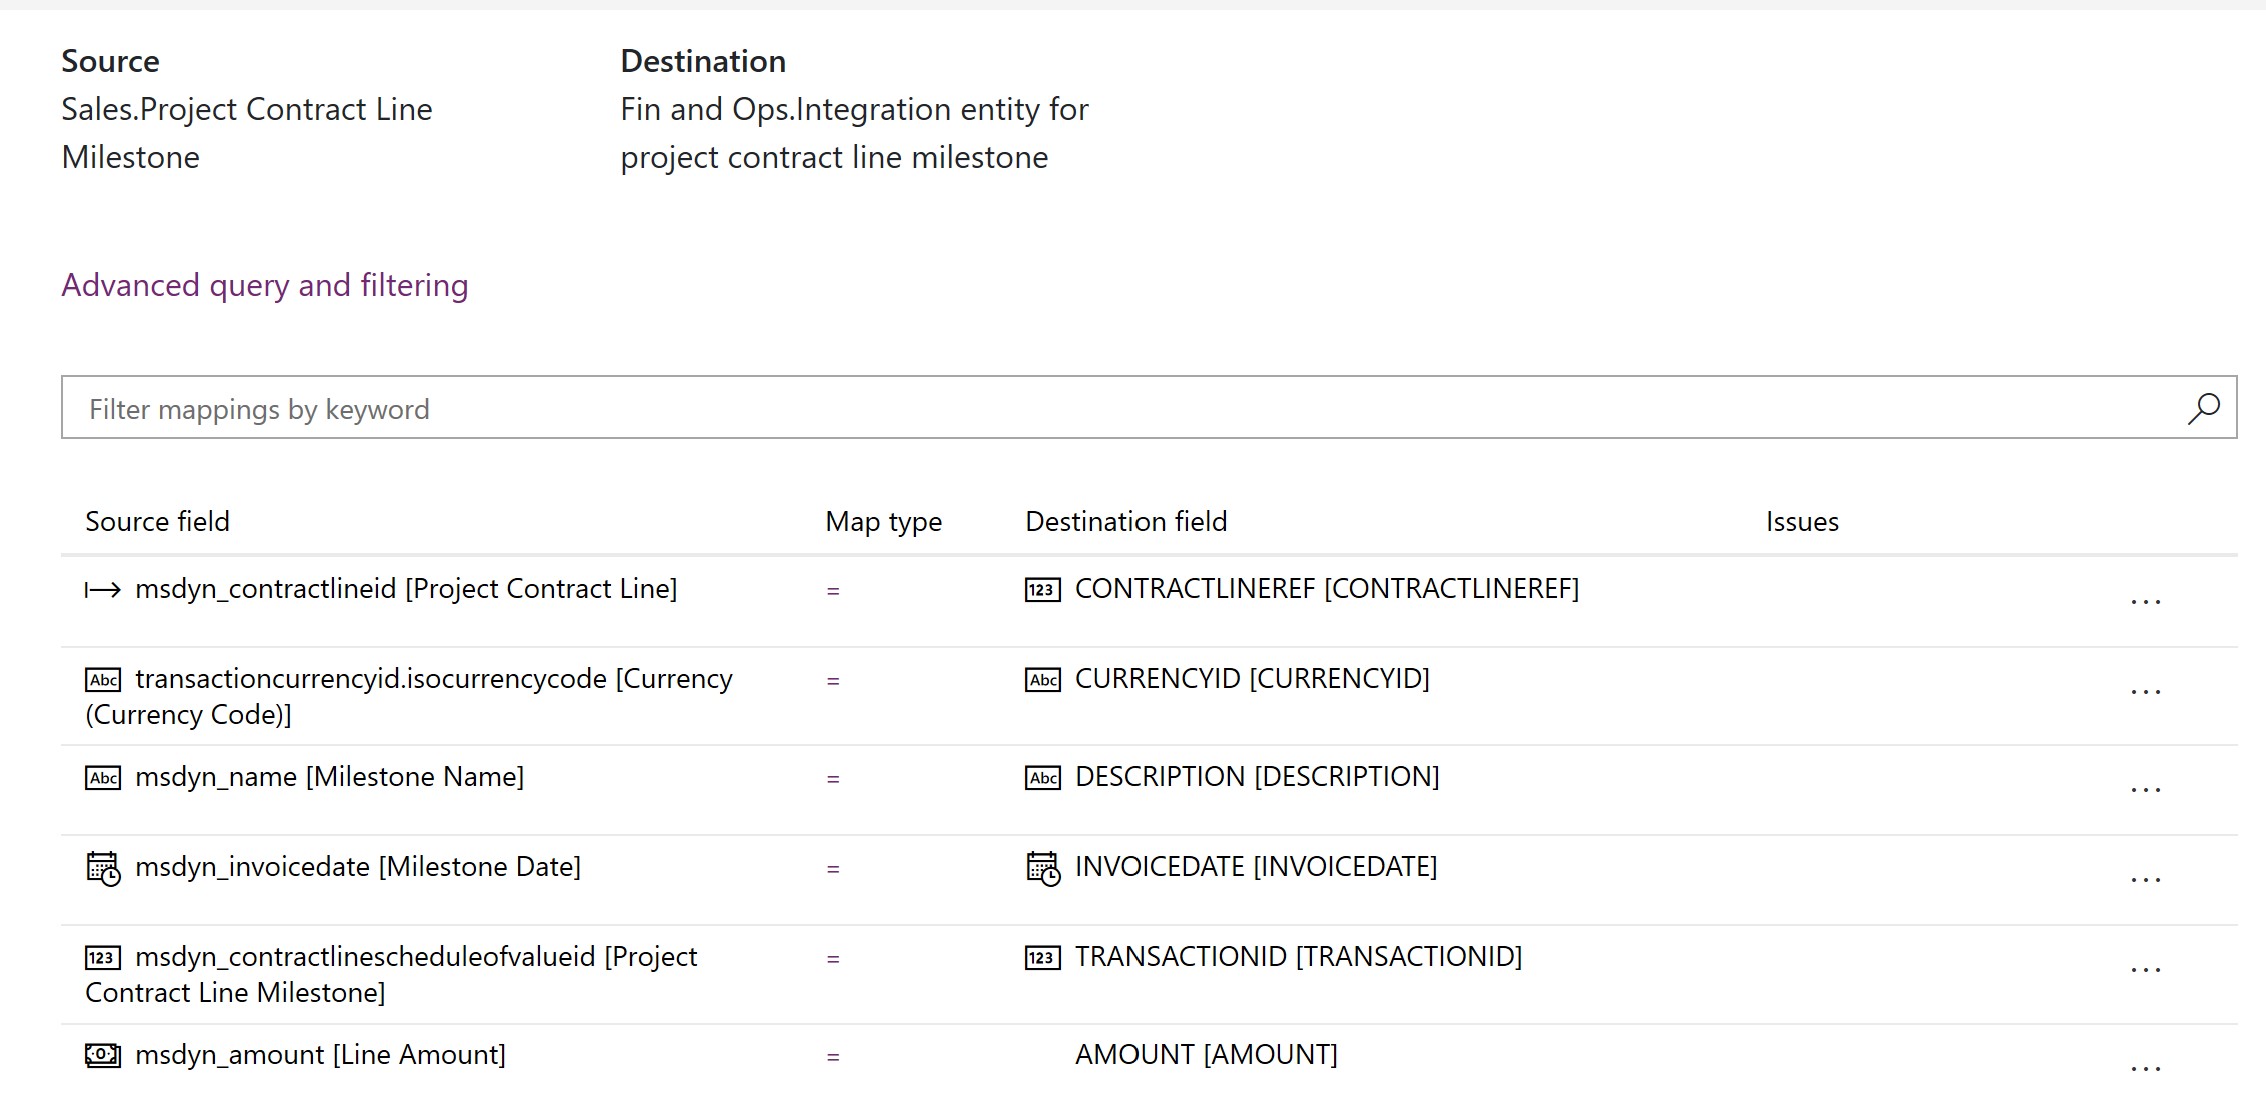 Source
Sales.Project Contract Line
Milestone
Destination
Fin and Ops.Integration entity for
project contract line milestone
Advanced query and filtering
Filter mappings by keyword
Source field Map type Destination field Issues
msdyn_contractlineid [Project Contract Line] = 123 CONTRACTLINEREF [CONTRACTLINEREF] ...
Abc transactioncurrencyid.isocurrencycode [Currency = Abc CURRENCYID [CURRENCYID] ...
(Currency Code)]
Abc msdyn_name [Milestone Name] = Abc DESCRIPTION [DESCRIPTION] ...
msdyn_invoicedate [Milestone Date] = INVOICEDATE [INVOICEDATE] ...
123 msdyn_contractlinescheduleofvalueid [Project = 123 TRANSACTIONID [TRANSACTIONID] ...
Contract Line Milestone]
msdyn_amount [Line Amount] = AMOUNT [AMOUNT] ...